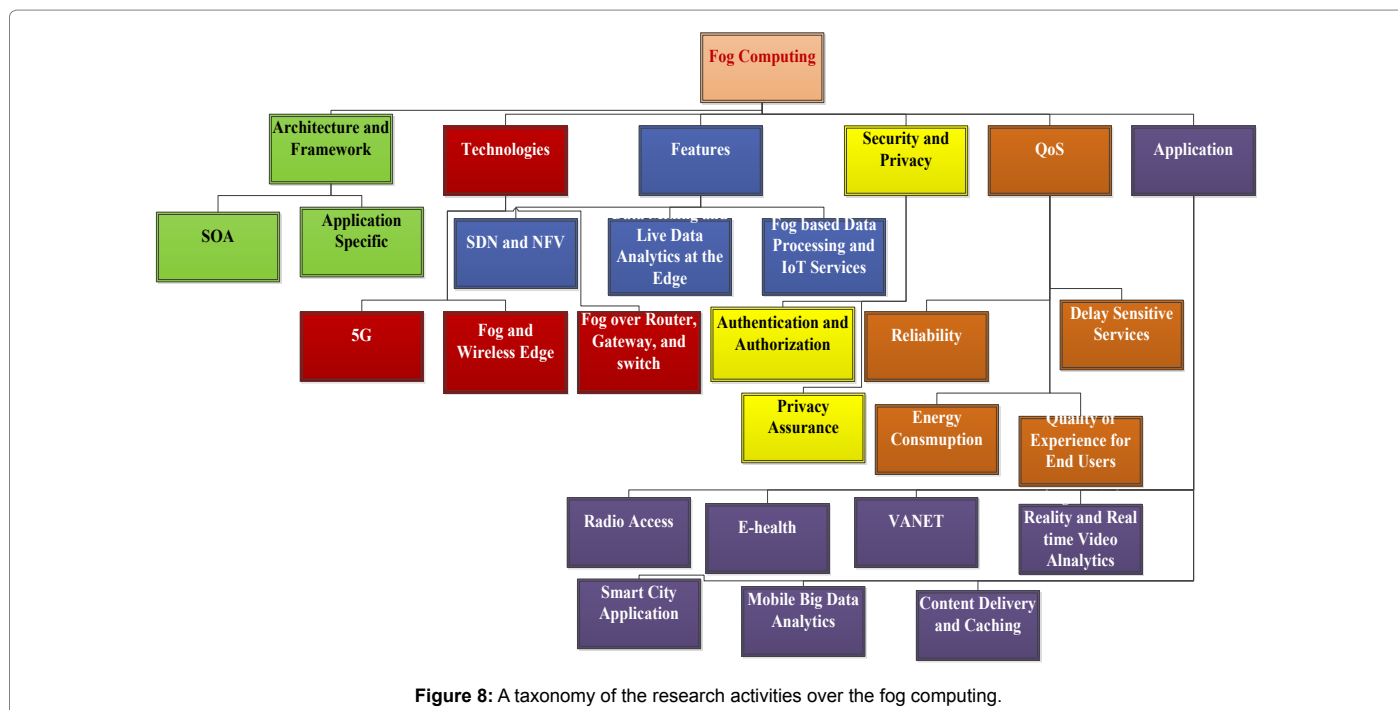 Fog Computing
Architecture and
Framework
Technologies
Features
Security and
Privacy
QoS
Application
SOA
Application
Specific
SDN and NFV
Live Data
Analytics at the
Edge
Fog based Data
Processing and
IoT Services
5G
Fog and
Wireless Edge
Fog over Router,
Gateway, and
switch
Authentication and
Authorization
Reliability
Delay Sensitive
Services
Privacy
Assurance
Energy
Consmuption
Quality of
Experience for
End Users
Radio Access
E-health
VANET
Reality and Real
time Video
Alnalytics
Smart City
Application
Mobile Big Data
Analytics
Content Delivery
and Caching
Figure 8: A taxonomy of the research activities over the fog computing.